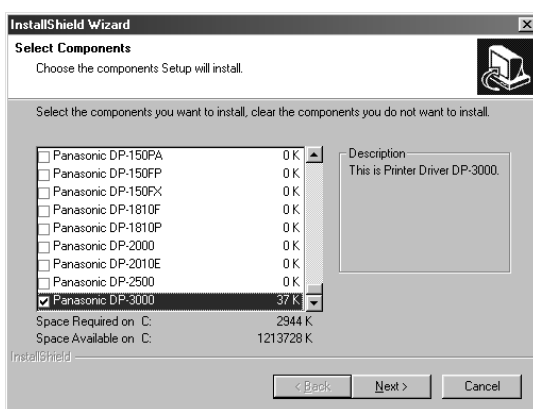 InstallShield Wizard
Select Components
Choose the components Setup will install.
Select the components you want to install, clear the components you do not want to install.
Panasonic DP-150PA 0 K
Panasonic DP-150FP 0 K
Panasonic DP-150FX 0 K
Panasonic DP-1810F 0 K
Panasonic DP-1810P 0 K
Panasonic DP-2000 0 K
Panasonic DP-2010E 0 K
Panasonic DP-2500 0 K
Panasonic DP-3000 37 K
Description
This is Printer Driver DP-3000.
Space Required on C: 2944 K
Space Available on C: 1213728 K
InstallShield
< Back
Next >
Cancel